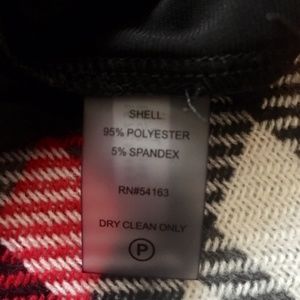 SHELL:
95% POLYESTER
5% SPANDEX
RN#54163
DRY CLEAN ONLY
P